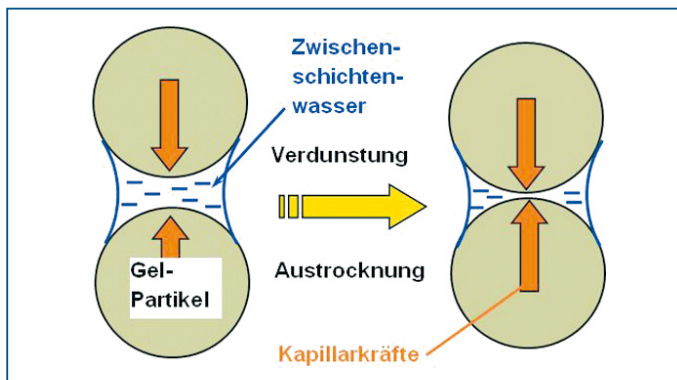 Zwischen-
schichten-
wasser
Verdunstung
Austrocknung
Gel-
Partikel
Kapillarkräfte